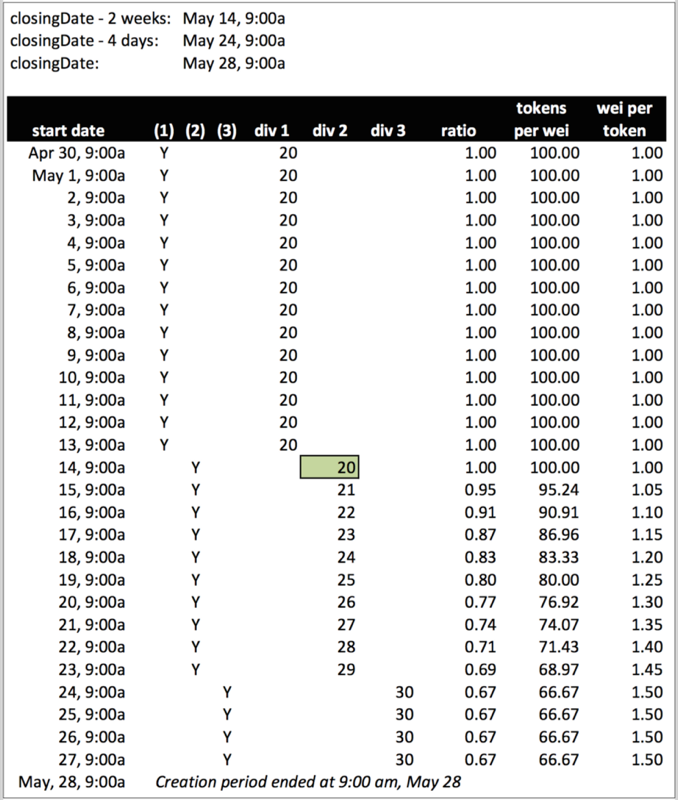 closingDate - 2 weeks: May 14, 9:00a
closingDate - 4 days: May 24, 9:00a
closingDate: May 28, 9:00a
tokens wei per
start date (1) (2) (3) div 1 div 2 div 3 ratio per wei token
Apr 30, 9:00a Y 20 1.00 100.00 1.00
May 1, 9:00a Y 20 1.00 100.00 1.00
2, 9:00a Y 20 1.00 100.00 1.00
3, 9:00a Y 20 1.00 100.00 1.00
4, 9:00a Y 20 1.00 100.00 1.00
5, 9:00a Y 20 1.00 100.00 1.00
6, 9:00a Y 20 1.00 100.00 1.00
7, 9:00a Y 20 1.00 100.00 1.00
8, 9:00a Y 20 1.00 100.00 1.00
9, 9:00a Y 20 1.00 100.00 1.00
10, 9:00a Y 20 1.00 100.00 1.00
11, 9:00a Y 20 1.00 100.00 1.00
12, 9:00a Y 20 1.00 100.00 1.00
13, 9:00a Y 20 1.00 100.00 1.00
14, 9:00a Y 20 1.00 100.00 1.00
15, 9:00a Y 21 0.95 95.24 1.05
16, 9:00a Y 22 0.91 90.91 1.10
17, 9:00a Y 23 0.87 86.96 1.15
18, 9:00a Y 24 0.83 83.33 1.20
19, 9:00a Y 25 0.80 80.00 1.25
20, 9:00a Y 26 0.77 76.92 1.30
21, 9:00a Y 27 0.74 74.07 1.35
22, 9:00a Y 28 0.71 71.43 1.40
23, 9:00a Y 29 0.69 68.97 1.45
24, 9:00a Y 30 0.67 66.67 1.50
25, 9:00a Y 30 0.67 66.67 1.50
26, 9:00a Y 30 0.67 66.67 1.50
27, 9:00a Y 30 0.67 66.67 1.50
May, 28, 9:00a Creation period ended at 9:00 am, May 28